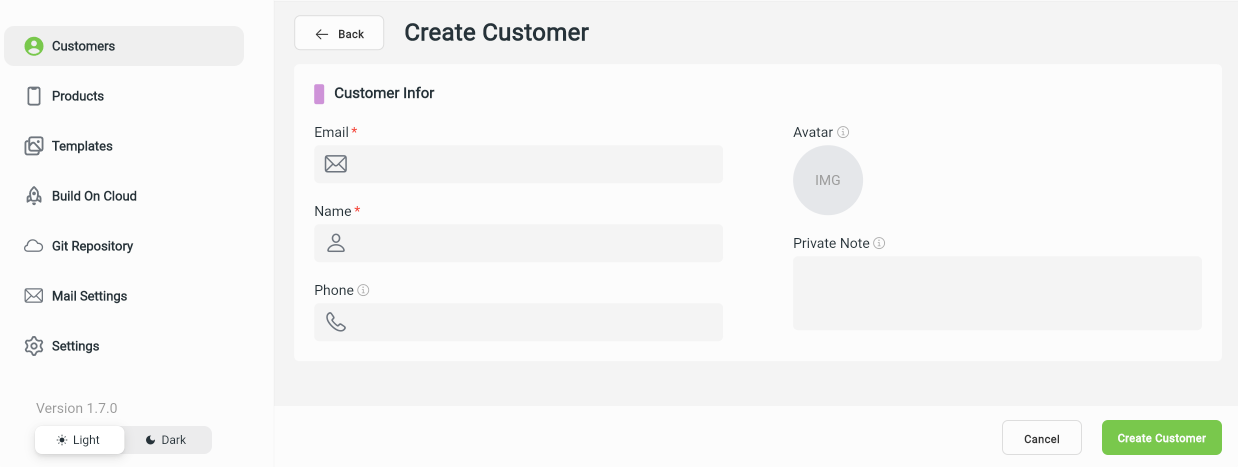 Customers
Products
Templates
Build On Cloud
Git Repository
Mail Settings
Settings
Version 1.7.0
Light
Dark
Back
Create Customer
Customer Infor
Email *
Name *
Phone
Avatar
IMG
Private Note
Cancel
Create Customer